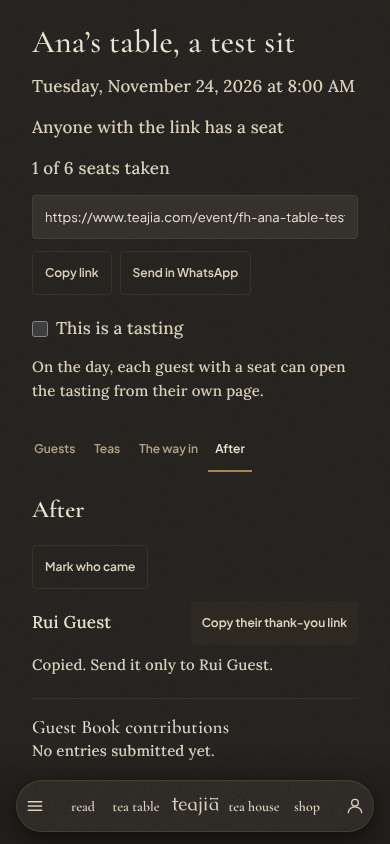 Ana’s table, a test sit
Tuesday, November 24, 2026 at 8:00 AM
Anyone with the link has a seat
1 of 6 seats taken
https://www.teajia.com/event/fh-ana-table-tes
Copy link Send in WhatsApp
This is a tasting
On the day, each guest with a seat can open
the tasting from their own page.
Guests Teas The way in After
After
Mark who came
Rui Guest Copy their thank-you link
Copied. Send it only to Rui Guest.
Guest Book contributions
No entries submitted yet.
read tea table teajiā tea house shop